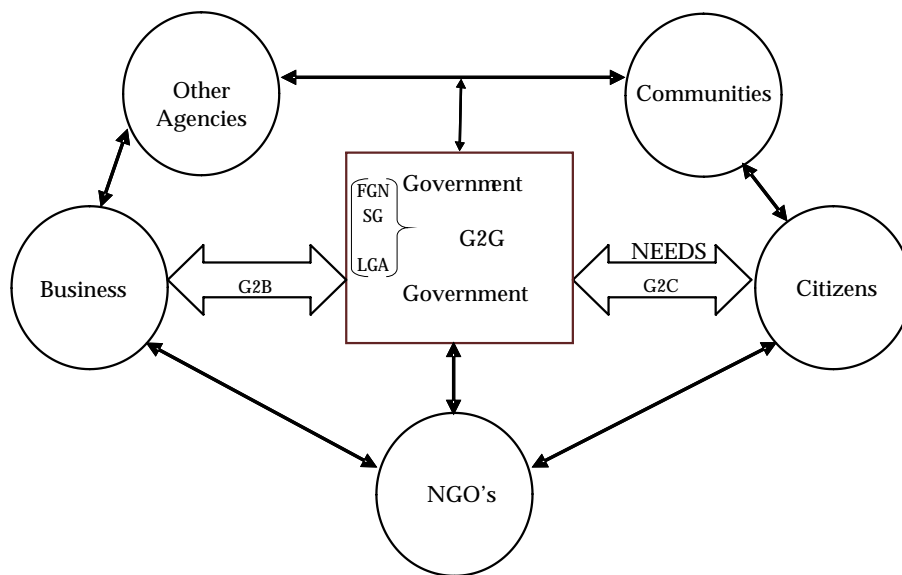 Other
Agencies
Communities
FGN
SG
LGA
Government
G2G
Government
Business
G2B
NEEDS
G2C
Citizens
NGO's